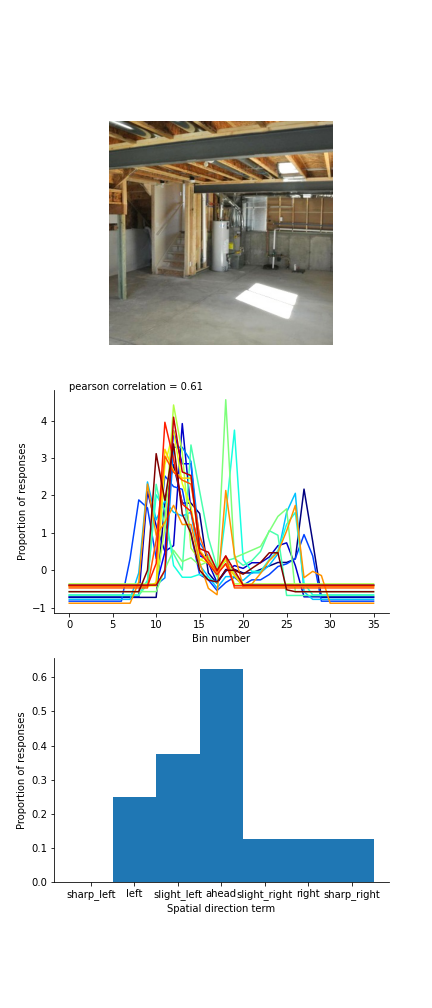 pearson correlation = 0.61
Proportion of responses
4
3
2
1
0
−1
0 5 10 15 20 25 30 35
Bin number
Proportion of responses
0.6
0.5
0.4
0.3
0.2
0.1
0.0
sharp_left left slight_left ahead slight_right right sharp_right
Spatial direction term